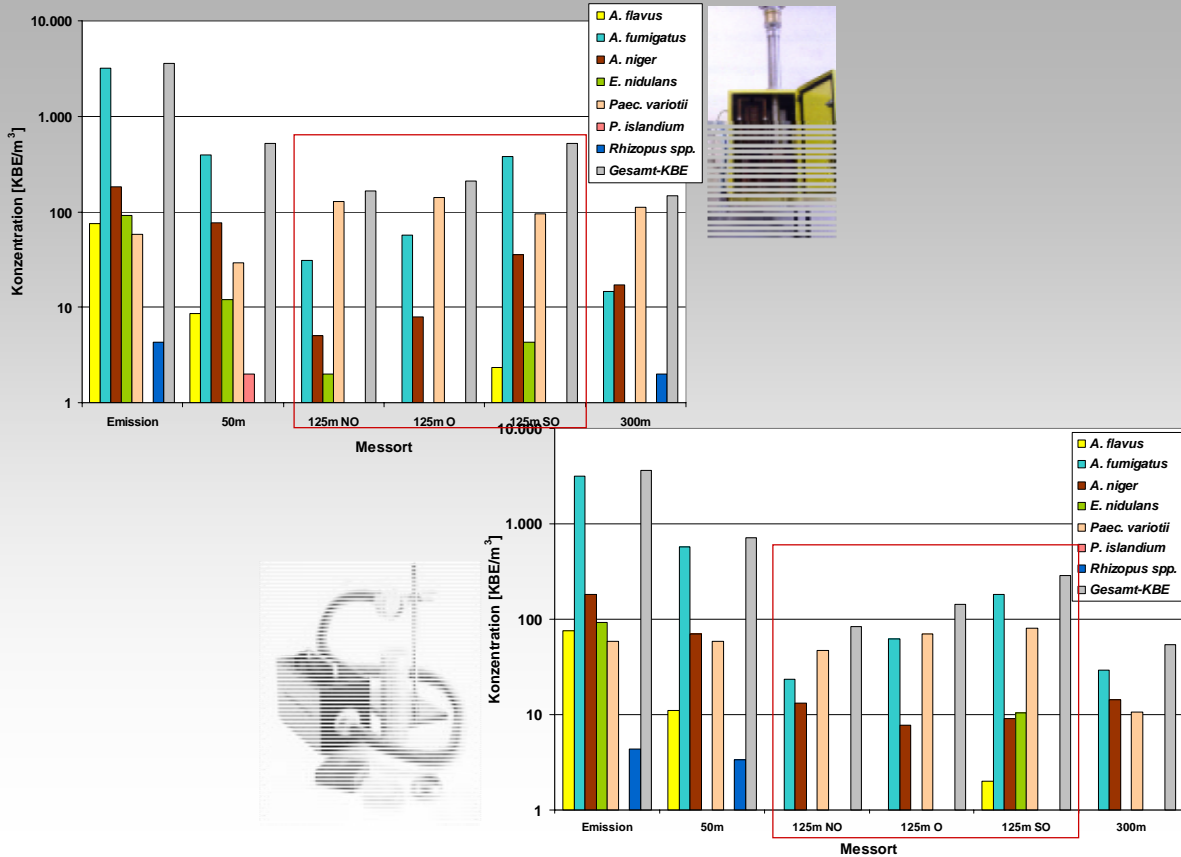 10.000
1.000
100
10
1
Konzentration [KBE/m³]
Emission
50m
125m NO
125m O
125m SO
300m
Messort
A. flavus
A. fumigatus
A. niger
E. nidulans
Paec. variotii
P. islandium
Rhizopus spp.
Gesamt-KBE
10.000
1.000
100
10
1
Konzentration [KBE/m³]
Emission
50m
125m NO
125m O
125m SO
300m
Messort
A. flavus
A. fumigatus
A. niger
E. nidulans
Paec. variotii
P. islandium
Rhizopus spp.
Gesamt-KBE